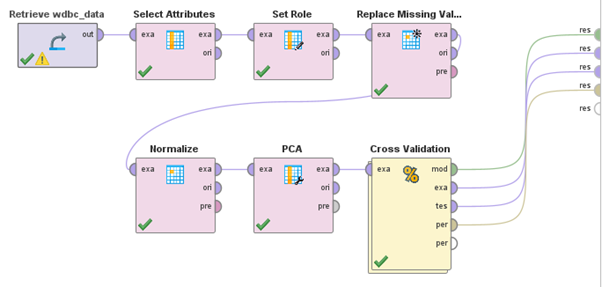 Retrieve wdbc_data
out
Select Attributes
exa
exa
ori
Set Role
exa
exa
ori
Replace Missing Val...
exa
exa
ori
pre
res
res
res
res
res
Normalize
exa
exa
ori
pre
PCA
exa
exa
ori
pre
Cross Validation
%
exa
mod
exa
tes
per
per